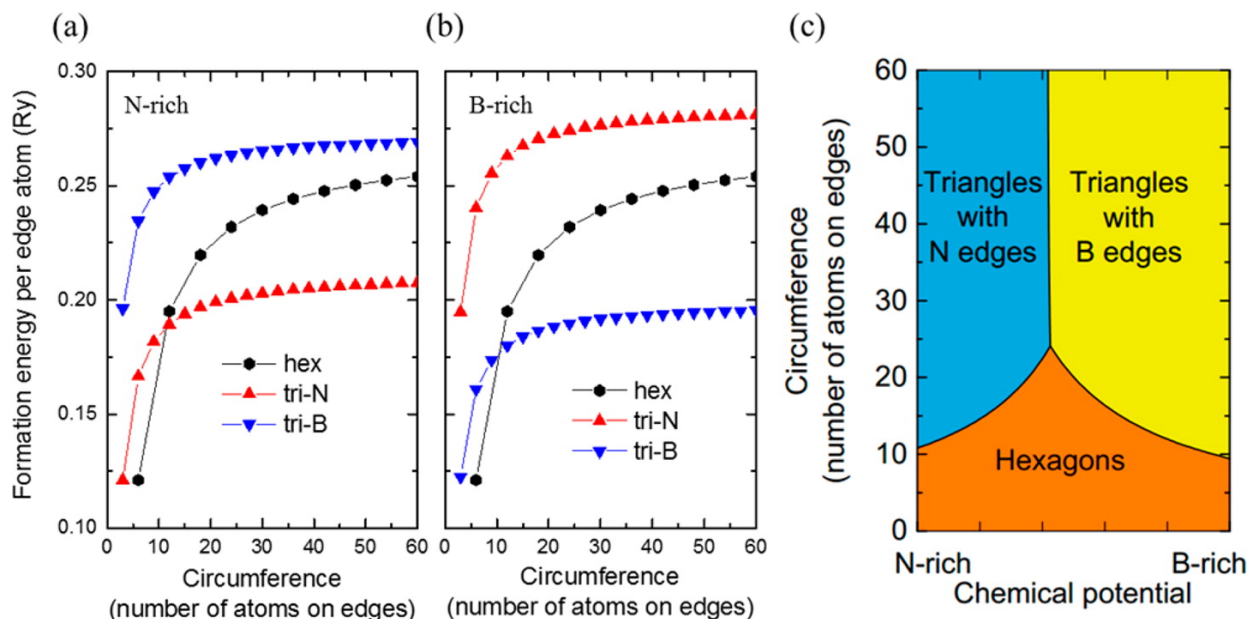 (a)
Formation energy per edge atom (Ry)
0.30
0.25
0.20
0.15
0.10
N-rich
hex
tri-N
tri-B
0 10 20 30 40 50 60
Circumference
(number of atoms on edges)
(b)
B-rich
hex
tri-N
tri-B
0 10 20 30 40 50 60
Circumference
(number of atoms on edges)
(c)
Circumference
(number of atoms on edges)
60
50
40
30
20
10
0
Triangles
with
N edges
Triangles
with
B edges
Hexagons
N-rich B-rich
Chemical potential